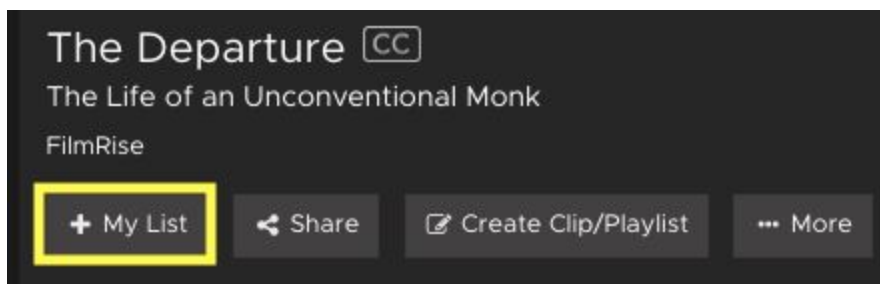 The Departure CC
The Life of an Unconventional Monk
FilmRise
+ My List Share Create Clip/Playlist ... More